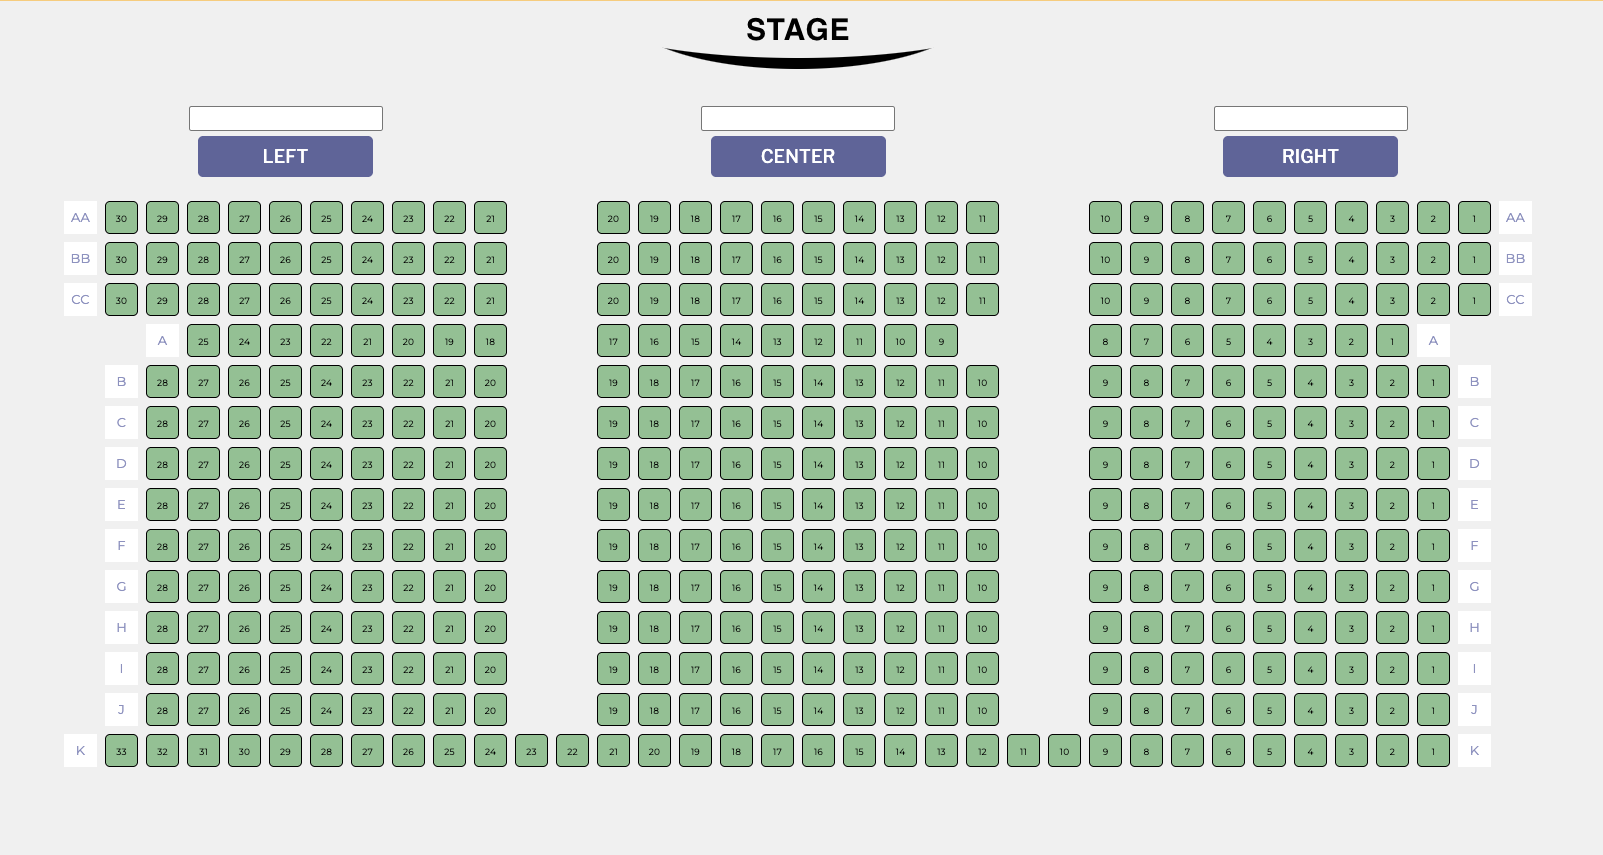 STAGE
LEFT CENTER RIGHT
AA 30 29 28 27 26 25 24 23 22 21 20 19 18 17 16 15 14 13 12 11 10 9 8 7 6 5 4 3 2 1 AA
BB 30 29 28 27 26 25 24 23 22 21 20 19 18 17 16 15 14 13 12 11 10 9 8 7 6 5 4 3 2 1 BB
CC 30 29 28 27 26 25 24 23 22 21 20 19 18 17 16 15 14 13 12 11 10 9 8 7 6 5 4 3 2 1 CC
A 25 24 23 22 21 20 19 18 17 16 15 14 13 12 11 10 9 8 7 6 5 4 3 2 1 A
B 28 27 26 25 24 23 22 21 20 19 18 17 16 15 14 13 12 11 10 9 8 7 6 5 4 3 2 1 B
C 28 27 26 25 24 23 22 21 20 19 18 17 16 15 14 13 12 11 10 9 8 7 6 5 4 3 2 1 C
D 28 27 26 25 24 23 22 21 20 19 18 17 16 15 14 13 12 11 10 9 8 7 6 5 4 3 2 1 D
E 28 27 26 25 24 23 22 21 20 19 18 17 16 15 14 13 12 11 10 9 8 7 6 5 4 3 2 1 E
F 28 27 26 25 24 23 22 21 20 19 18 17 16 15 14 13 12 11 10 9 8 7 6 5 4 3 2 1 F
G 28 27 26 25 24 23 22 21 20 19 18 17 16 15 14 13 12 11 10 9 8 7 6 5 4 3 2 1 G
H 28 27 26 25 24 23 22 21 20 19 18 17 16 15 14 13 12 11 10 9 8 7 6 5 4 3 2 1 H
I 28 27 26 25 24 23 22 21 20 19 18 17 16 15 14 13 12 11 10 9 8 7 6 5 4 3 2 1 I
J 28 27 26 25 24 23 22 21 20 19 18 17 16 15 14 13 12 11 10 9 8 7 6 5 4 3 2 1 J
K 33 32 31 30 29 28 27 26 25 24 23 22 21 20 19 18 17 16 15 14 13 12 11 10 9 8 7 6 5 4 3 2 1 K